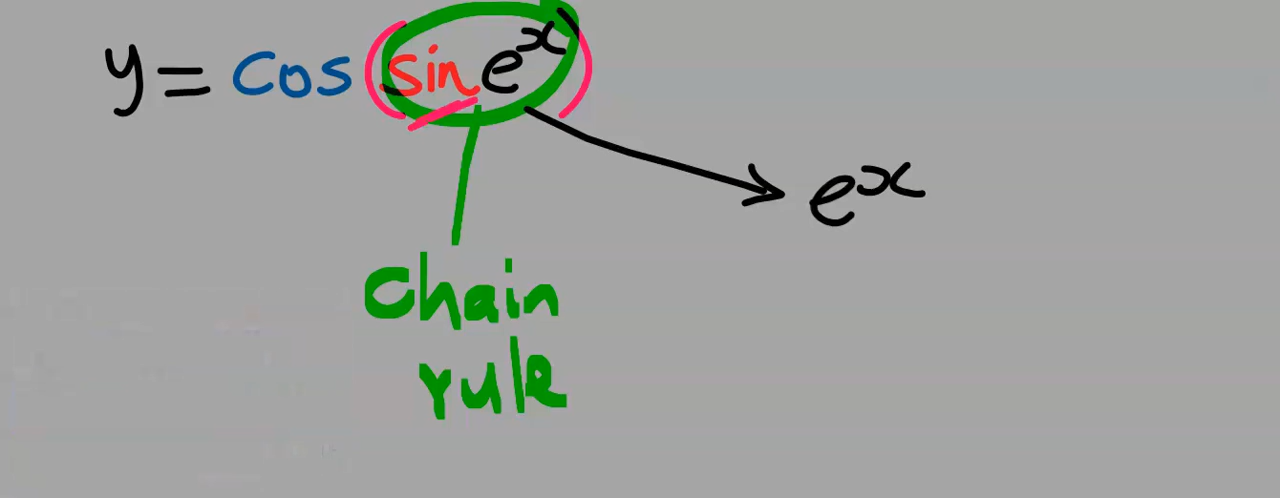 y = cos (sin e^x)
e^x
Chain
rule